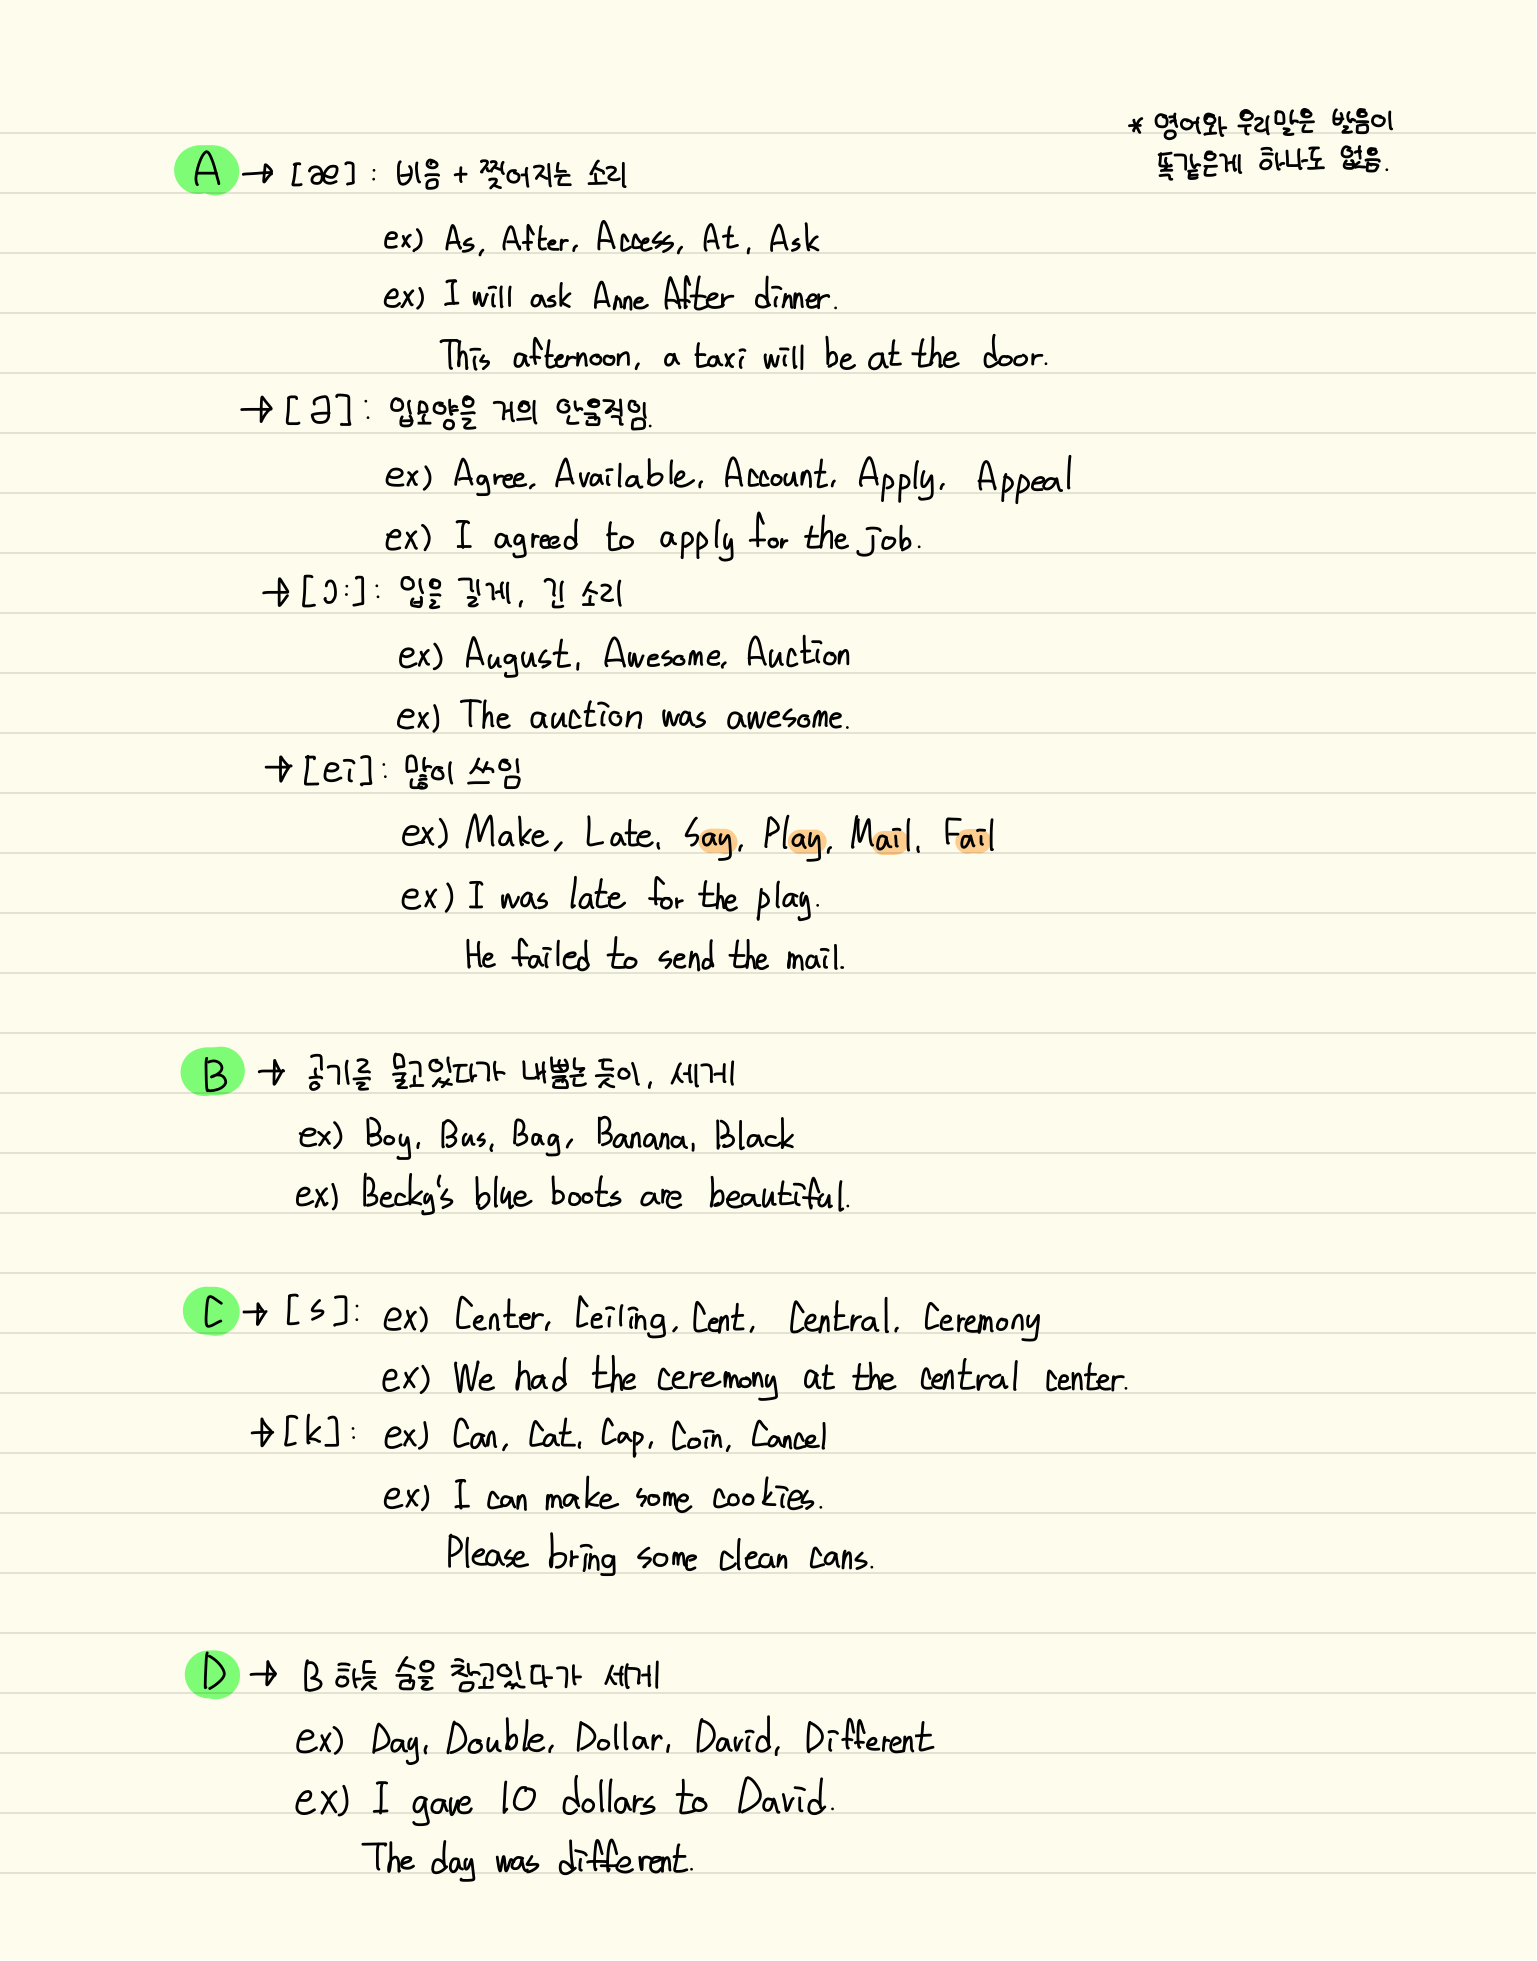 * 영어와 우리말은 발음이
똑같은게 하나도 없음.
A → [æ] : 비음 + 찢어지는 소리
ex) As, After, Access, At, Ask
ex) I will ask Anne After dinner.
This afternoon, a taxi will be at the door.
→ [ə] : 입모양을 거의 안움직임.
ex) Agree, Available, Account, Apply, Appeal
ex) I agreed to apply for the job.
→ [ɔ:] : 입을 길게, 긴 소리
ex) August, Awesome, Auction
ex) The auction was awesome.
→ [ei] : 많이 쓰임
ex) Make, Late, Say, Play, Mail, Fail
ex) I was late for the play.
He failed to send the mail.
B → 공기를 물고있다가 내뿜는 듯이, 세게
ex) Boy, Bus, Bag, Banana, Black
ex) Becky's blue boots are beautiful.
C → [s] : ex) Center, Ceiling, Cent, Central, Ceremony
ex) We had the ceremony at the central center.
→ [k] : ex) Can, Cat, Cap, Coin, Cancel
ex) I can make some cookies.
Please bring some clean cans.
D → B 하듯 숨을 참고있다가 세게
ex) Day, Double, Dollar, David, Different
ex) I gave 10 dollars to David.
The day was different.